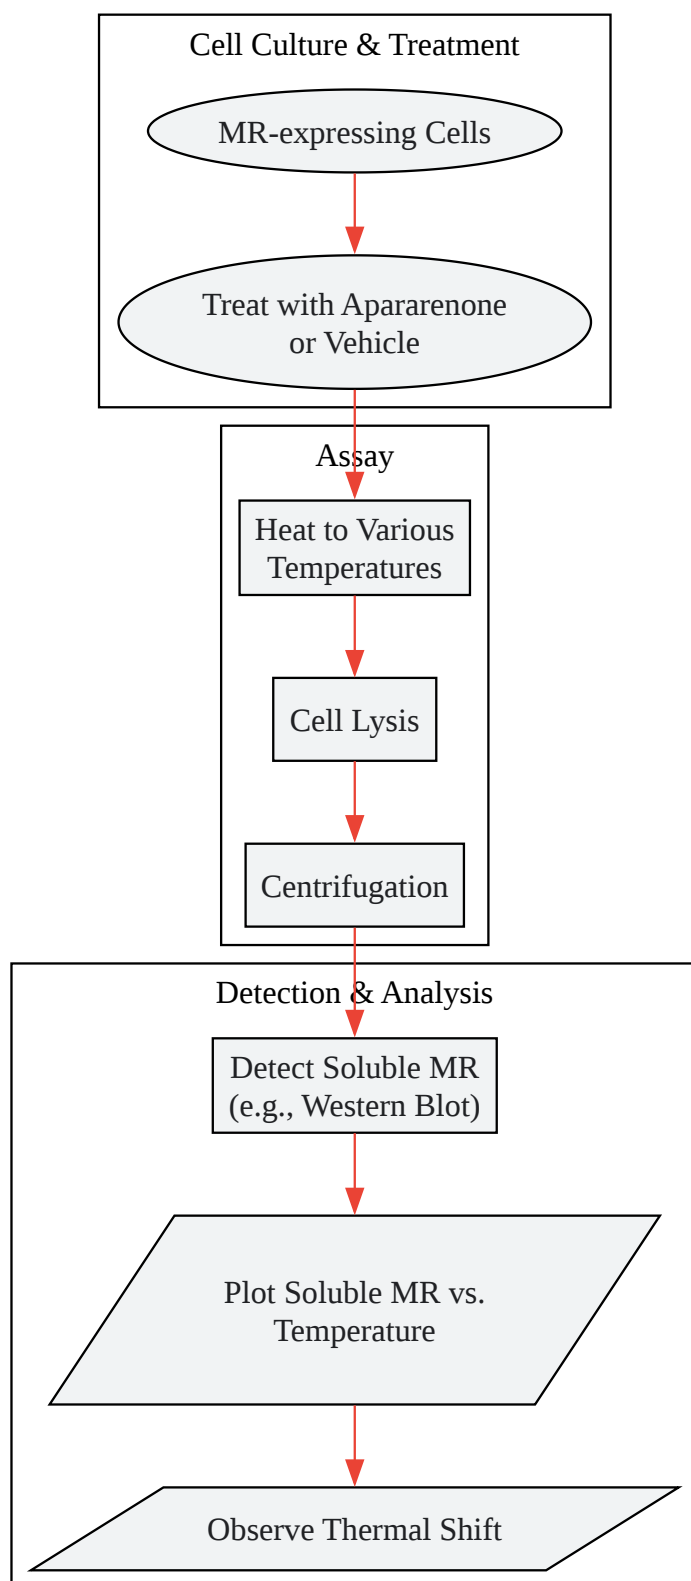 Cell Culture & Treatment
MR-expressing Cells
Treat with Apararenone
or Vehicle
Assay
Heat to Various
Temperatures
Cell Lysis
Centrifugation
Detection & Analysis
Detect Soluble MR
(e.g., Western Blot)
Plot Soluble MR vs.
Temperature
Observe Thermal Shift